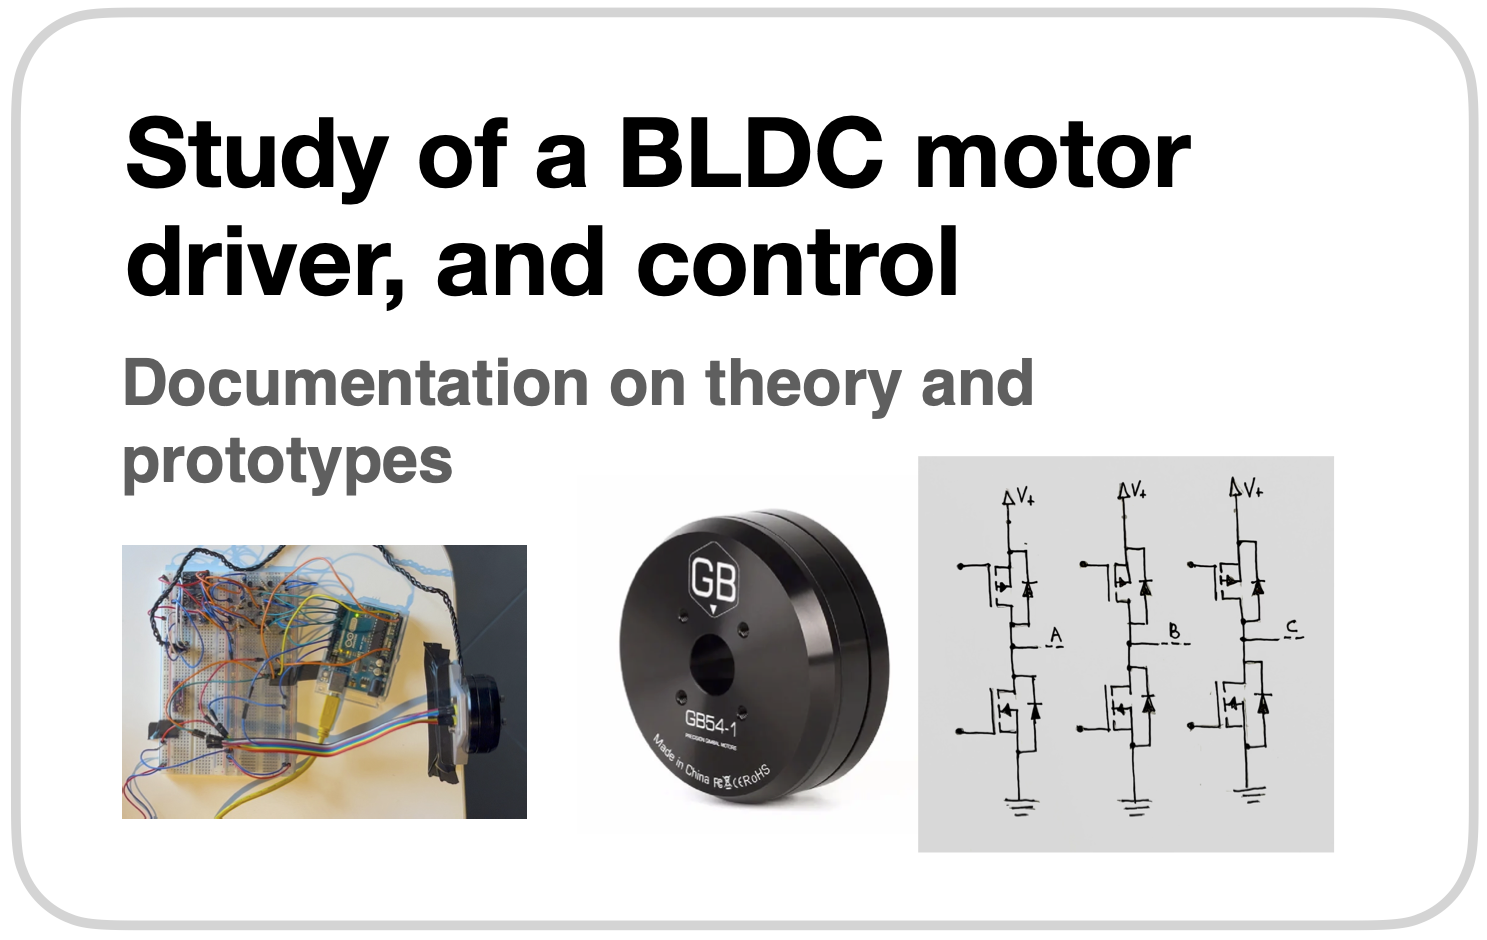 Study of a BLDC motor
driver, and control
Documentation on theory and
prototypes
GB
GB54-1
PRECISION GIMBAL MOTORS
Made in China FC CE RoHS
V+ V+ V+
A B C